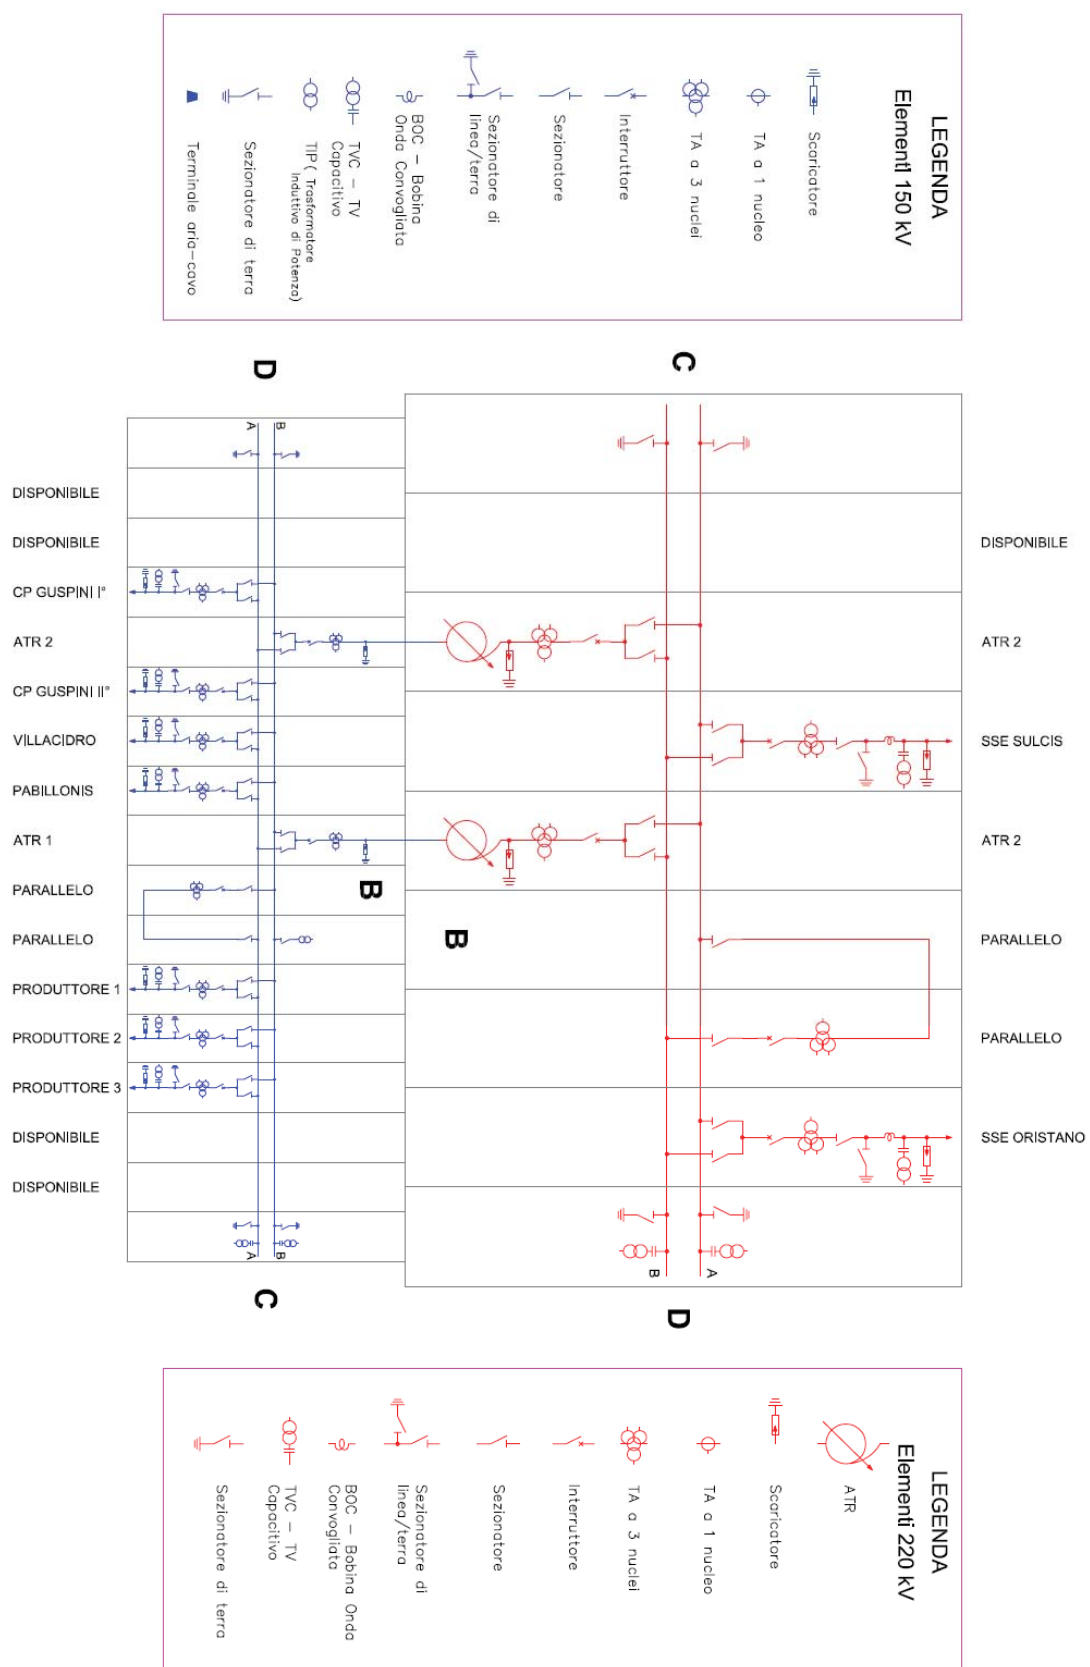 LEGENDA
Elementi 150 kV
Scaricatore
TA a 1 nucleo
TA a 3 nuclei
Interruttore
Sezionatore
Sezionatore di
linea/terra
BOC – Bobina
Onda Convogliata
TVC – TV
Capacitivo
TIP ( Trasformatore
Induttivo di Potenza)
Sezionatore di terra
Terminale aria–cavo
D
C
A
B
DISPONIBILE
DISPONIBILE
CP GUSPINI I°
ATR 2
CP GUSPINI II°
VILLACIDRO
PABILLONIS
ATR 1
PARALLELO
PARALLELO
PRODUTTORE 1
PRODUTTORE 2
PRODUTTORE 3
DISPONIBILE
DISPONIBILE
B
B
DISPONIBILE
ATR 2
SSE SULCIS
ATR 2
PARALLELO
PARALLELO
SSE ORISTANO
A
B
B
A
C
D
LEGENDA
Elementi 220 kV
ATR
Scaricatore
TA a 1 nucleo
TA a 3 nuclei
Interruttore
Sezionatore
Sezionatore di
linea/terra
BOC – Bobina Onda
Convogliata
TVC – TV
Capacitivo
Sezionatore di terra